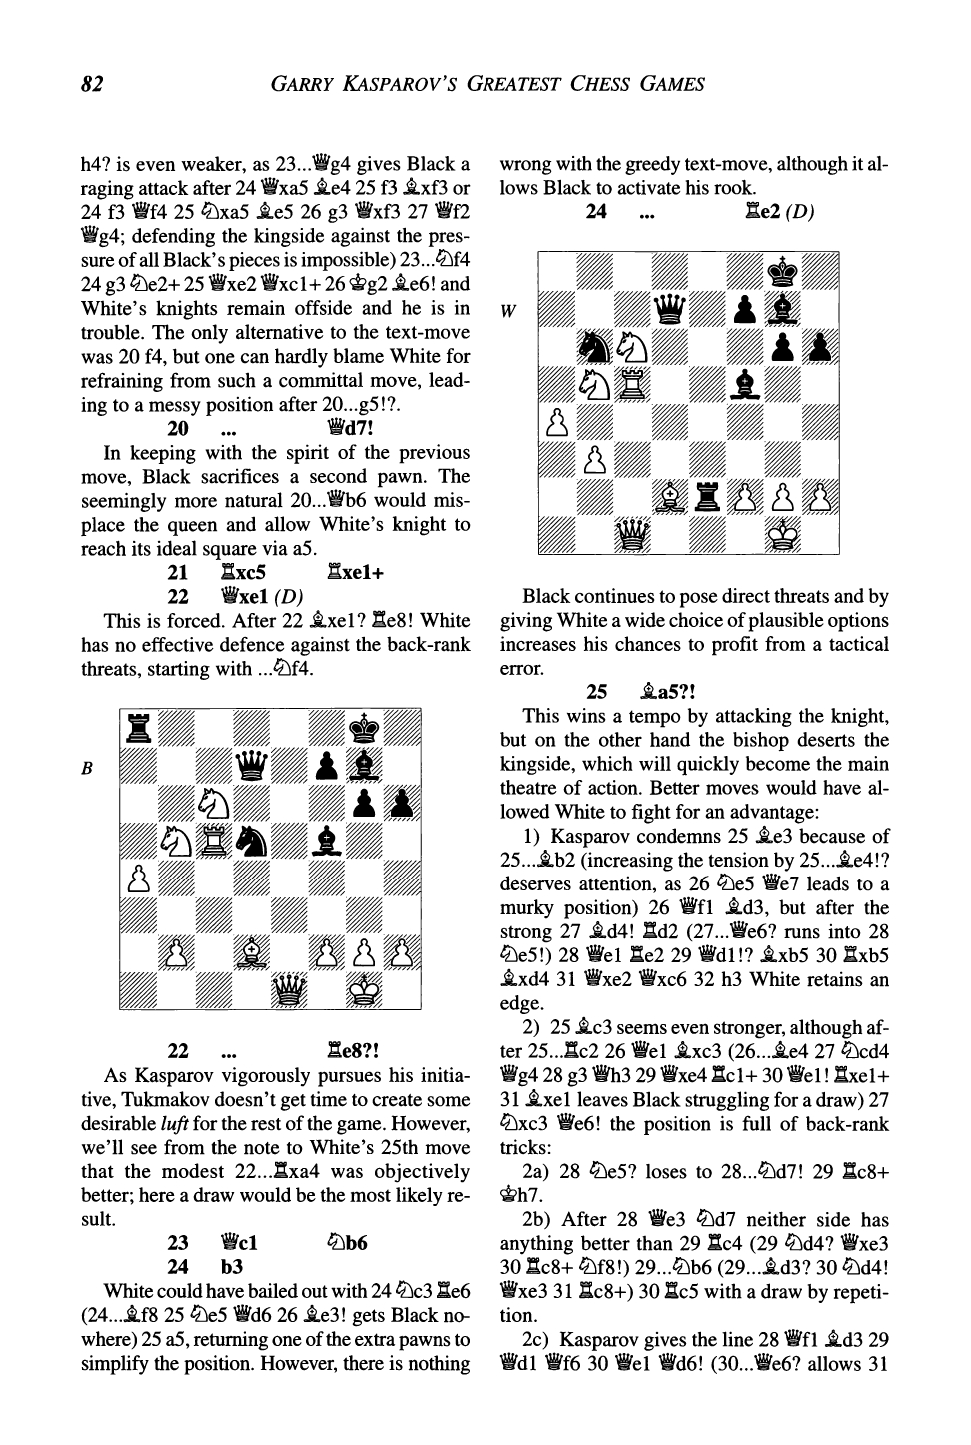 82
GARRY KASPAROV'S GREATEST CHESS GAMES
h4? is even weaker, as 23...♕g4 gives Black a
raging attack after 24 ♕xa5 ♗e4 25 f3 ♗xf3 or
24 f3 ♕f4 25 ♘xa5 ♗e5 26 g3 ♕xf3 27 ♕f2
♕g4; defending the kingside against the pres-
sure of all Black's pieces is impossible) 23...♘f4
24 g3 ♘e2+ 25 ♕xe2 ♕xc1+ 26 ♔g2 ♗e6! and
White's knights remain offside and he is in
trouble. The only alternative to the text-move
was 20 f4, but one can hardly blame White for
refraining from such a committal move, lead-
ing to a messy position after 20...g5!?.
20 ... ♕d7!
In keeping with the spirit of the previous
move, Black sacrifices a second pawn. The
seemingly more natural 20...♕b6 would mis-
place the queen and allow White's knight to
reach its ideal square via a5.
21 ♖xc5 ♖xe1+
22 ♕xe1 (D)
This is forced. After 22 ♗xe1? ♖e8! White
has no effective defence against the back-rank
threats, starting with ...♘f4.
B
22 ... ♖e8?!
As Kasparov vigorously pursues his initia-
tive, Tukmakov doesn't get time to create some
desirable luft for the rest of the game. However,
we'll see from the note to White's 25th move
that the modest 22...♖xa4 was objectively
better; here a draw would be the most likely re-
sult.
23 ♕c1 ♘b6
24 b3
White could have bailed out with 24 ♘c3 ♖e6
(24...♗f8 25 ♘e5 ♕d6 26 ♗e3! gets Black no-
where) 25 a5, returning one of the extra pawns to
simplify the position. However, there is nothing
wrong with the greedy text-move, although it al-
lows Black to activate his rook.
24 ... ♖e2 (D)
W
Black continues to pose direct threats and by
giving White a wide choice of plausible options
increases his chances to profit from a tactical
error.
25 ♗a5?!
This wins a tempo by attacking the knight,
but on the other hand the bishop deserts the
kingside, which will quickly become the main
theatre of action. Better moves would have al-
lowed White to fight for an advantage:
1) Kasparov condemns 25 ♗e3 because of
25...♗b2 (increasing the tension by 25...♗e4!?
deserves attention, as 26 ♘e5 ♕e7 leads to a
murky position) 26 ♕f1 ♗d3, but after the
strong 27 ♗d4! ♖d2 (27...♕e6? runs into 28
♘e5!) 28 ♕e1 ♖e2 29 ♕d1!? ♗xb5 30 ♖xb5
♗xd4 31 ♕xe2 ♕xc6 32 h3 White retains an
edge.
2) 25 ♗c3 seems even stronger, although af-
ter 25...♖c2 26 ♕e1 ♗xc3 (26...♗e4 27 ♘cd4
♕g4 28 g3 ♕h3 29 ♕xe4 ♖c1+ 30 ♕e1! ♖xe1+
31 ♗xe1 leaves Black struggling for a draw) 27
♘xc3 ♕e6! the position is full of back-rank
tricks:
2a) 28 ♘e5? loses to 28...♘d7! 29 ♖c8+
♔h7.
2b) After 28 ♕e3 ♘d7 neither side has
anything better than 29 ♖c4 (29 ♘d4? ♕xe3
30 ♖c8+ ♘f8!) 29...♘b6 (29...♗d3? 30 ♘d4!
♕xe3 31 ♖c8+) 30 ♖c5 with a draw by repeti-
tion.
2c) Kasparov gives the line 28 ♕f1 ♗d3 29
♕d1 ♕f6 30 ♕e1 ♕d6! (30...♕e6? allows 31